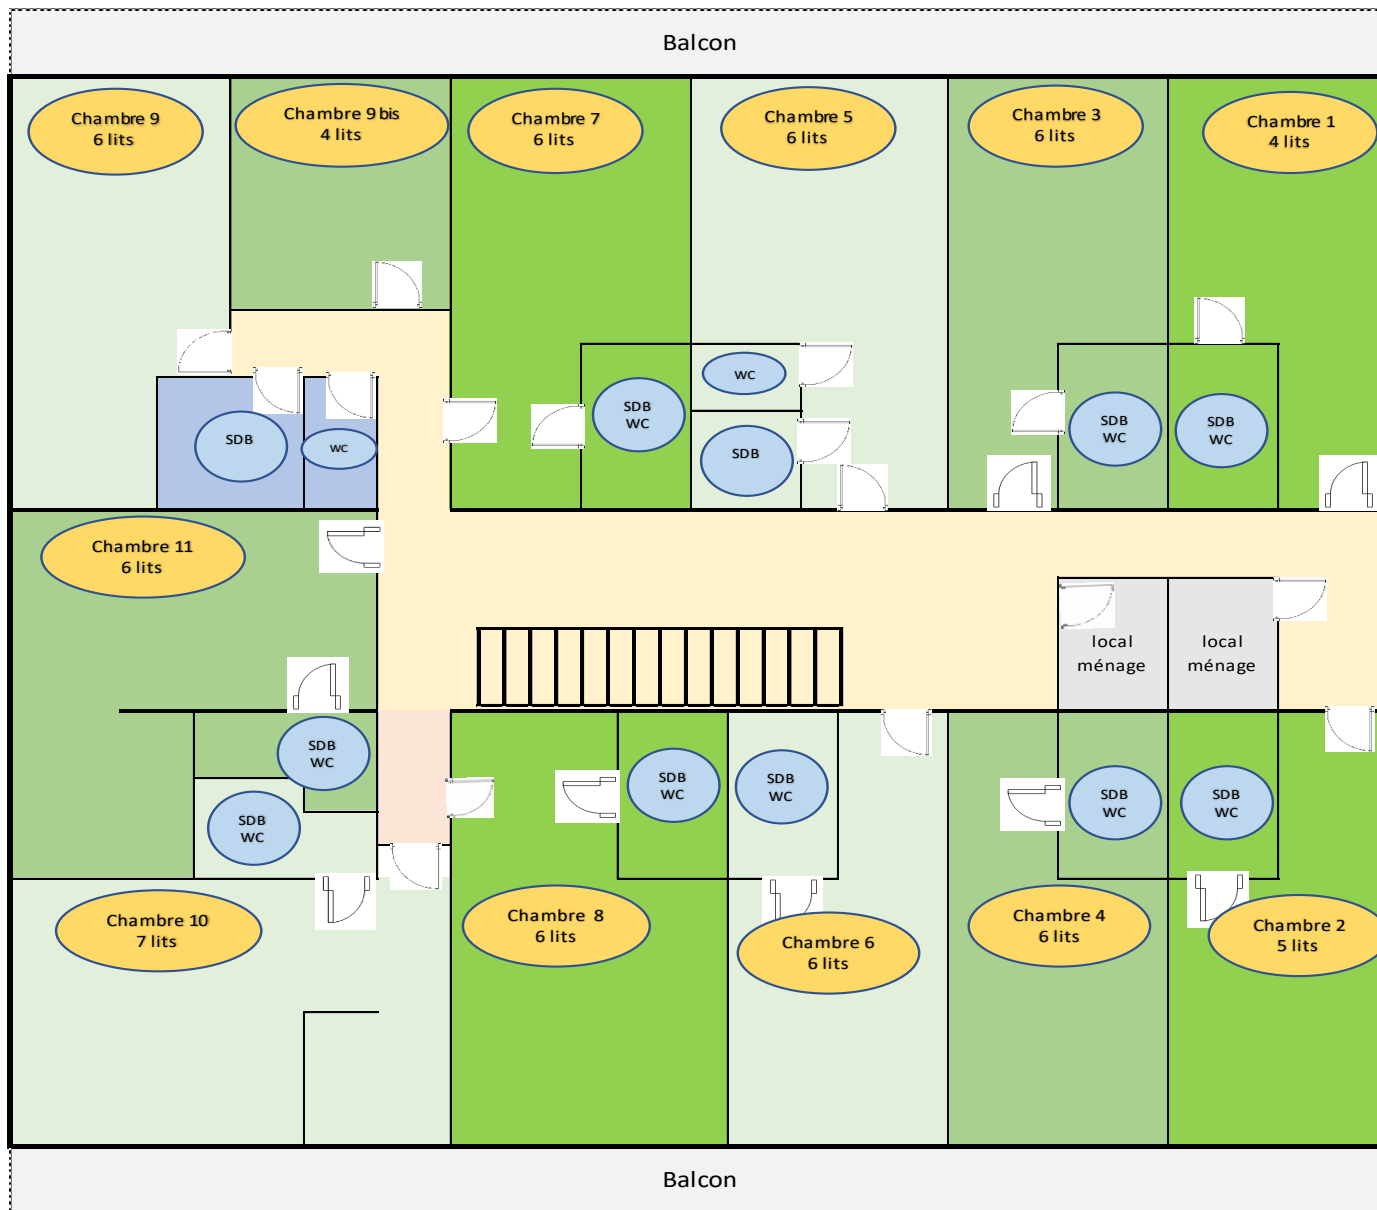 Balcon
Chambre 9
6 lits
Chambre 9 bis
4 lits
Chambre 7
6 lits
Chambre 5
6 lits
Chambre 3
6 lits
Chambre 1
4 lits
WC
SDB
WC
SDB
WC
SDB
WC
SDB
WC
SDB
Chambre 11
6 lits
local
ménage
local
ménage
SDB
WC
SDB
WC
SDB
WC
SDB
WC
SDB
WC
SDB
WC
Chambre 10
7 lits
Chambre 8
6 lits
Chambre 6
6 lits
Chambre 4
6 lits
Chambre 2
5 lits
Balcon